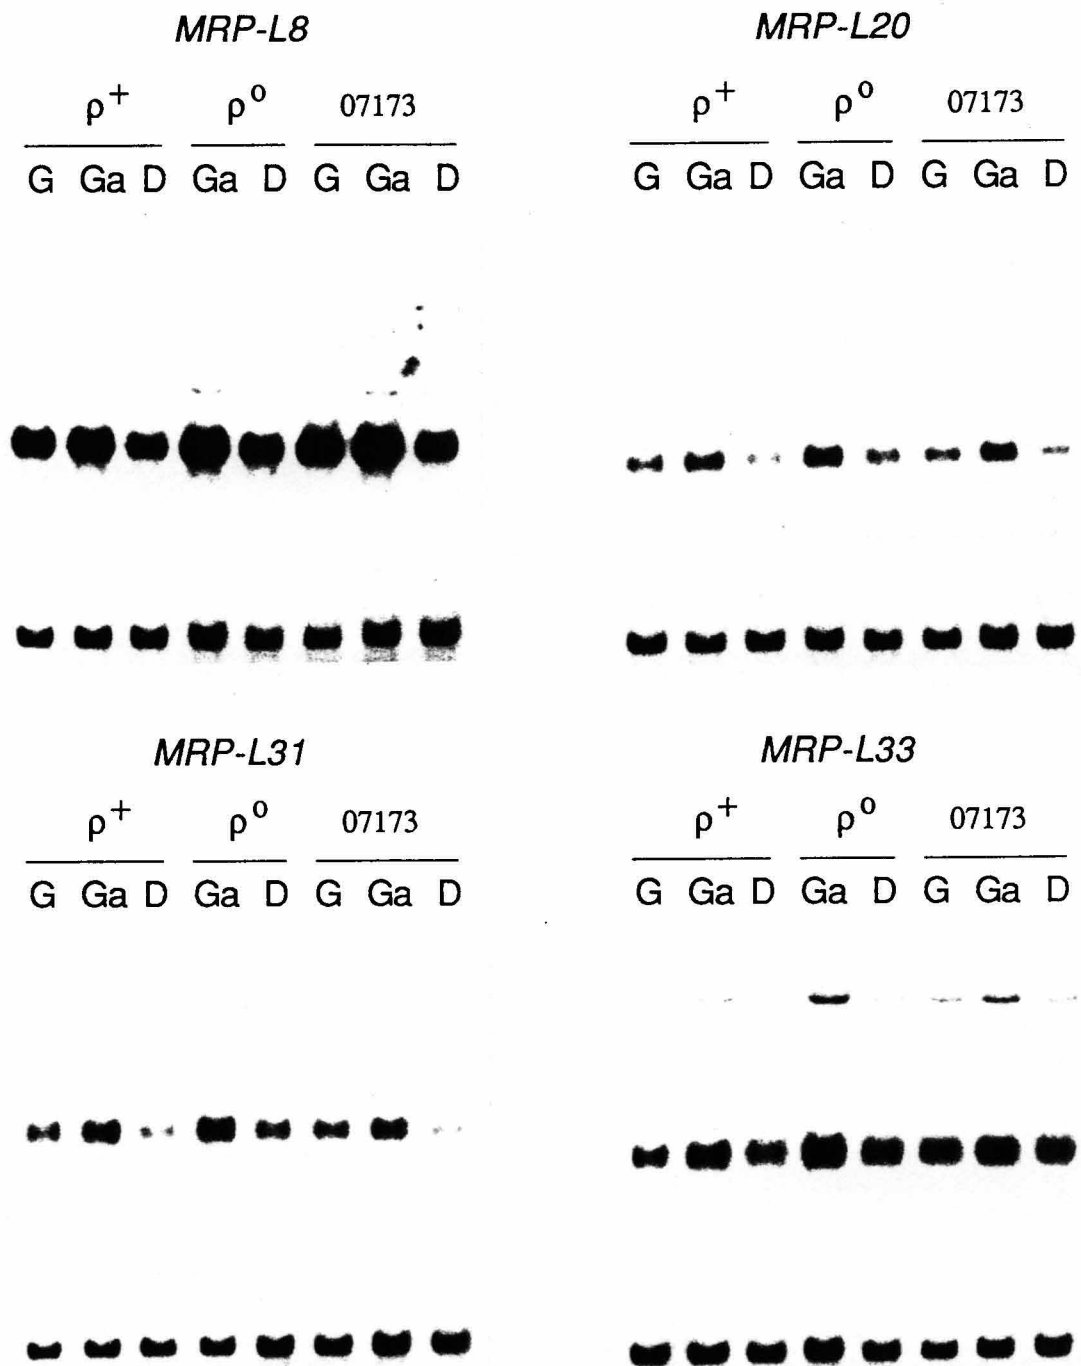 MRP-L8
ρ+ ρo 07173
G Ga D Ga D G Ga D
MRP-L20
ρ+ ρo 07173
G Ga D Ga D G Ga D
MRP-L31
ρ+ ρo 07173
G Ga D Ga D G Ga D
MRP-L33
ρ+ ρo 07173
G Ga D Ga D G Ga D